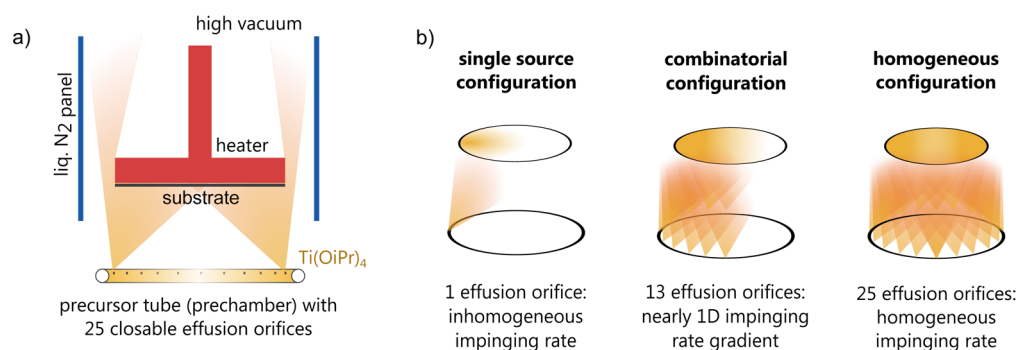 a)
high vacuum
liq. N2 panel
heater
substrate
Ti(OiPr)4
precursor tube (prechamber) with
25 closable effusion orifices
b)
single source
configuration
1 effusion orifice:
inhomogeneous
impinging rate
combinatorial
configuration
13 effusion orifices:
nearly 1D impinging
rate gradient
homogeneous
configuration
25 effusion orifices:
homogeneous
impinging rate